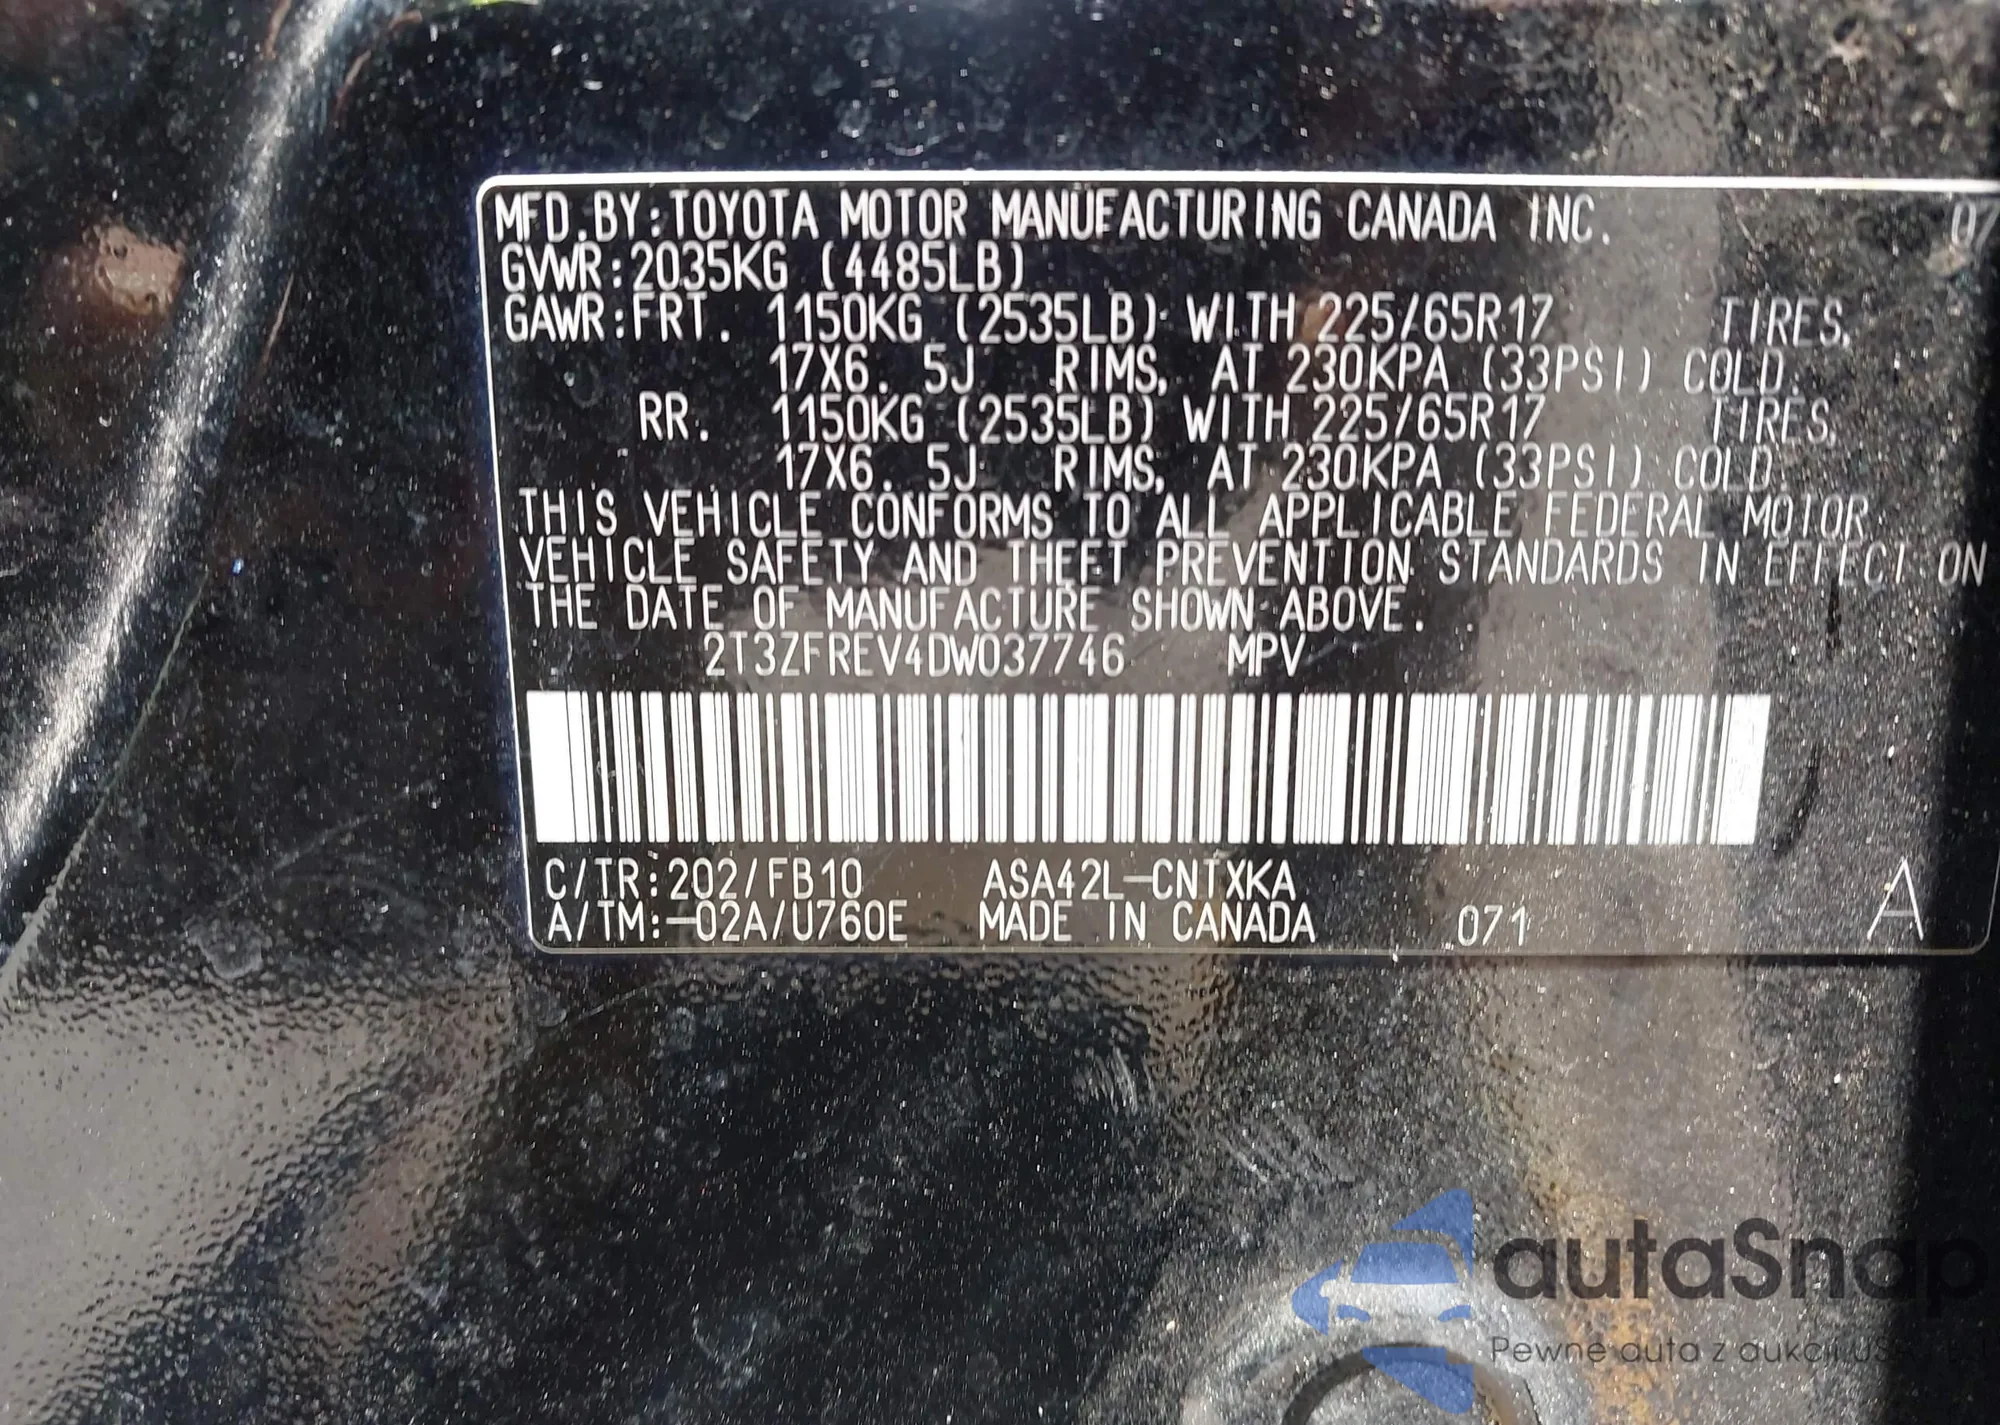 MFD. BY: TOYOTA MOTOR MANUFACTURING CANADA INC. 07
GVWR: 2035KG (4485LB)
GAWR: FRT. 1150KG (2535LB) WITH 225/65R17 TIRES,
17X6. 5J RIMS, AT 230KPA (33PSI) COLD.
RR. 1150KG (2535LB) WITH 225/65R17 TIRES,
17X6. 5J RIMS, AT 230KPA (33PSI) COLD.
THIS VEHICLE CONFORMS TO ALL APPLICABLE FEDERAL MOTOR
VEHICLE SAFETY AND THEFT PREVENTION STANDARDS IN EFFECT ON
THE DATE OF MANUFACTURE SHOWN ABOVE.
2T3ZFREV4DW037746 MPV
C/TR: 202/FB10 ASA42L-CNTXKA
A/TM: -02A/U760E MADE IN CANADA 071 A
autaSnap
Pewne auta z aukcji USA